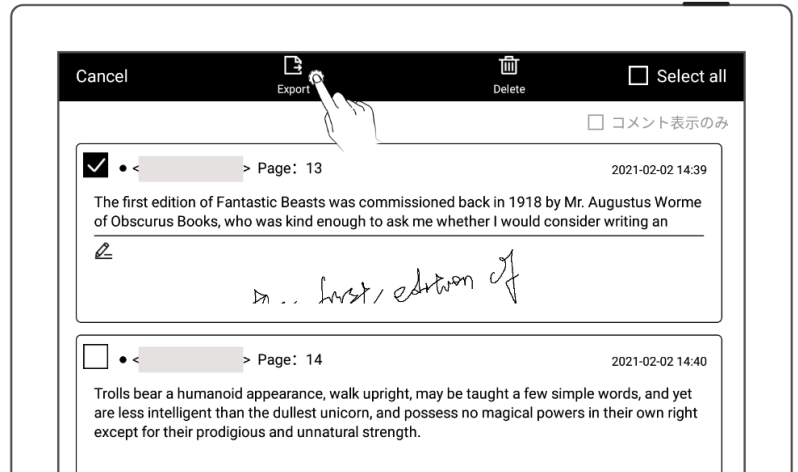 Cancel
Export
Delete
Select all
コメント表示のみ
● < > Page： 13
2021-02-02 14:39
The first edition of Fantastic Beasts was commissioned back in 1918 by Mr. Augustus Worme
of Obscurus Books, who was kind enough to ask me whether I would consider writing an
first, edition of
● < > Page： 14
2021-02-02 14:40
Trolls bear a humanoid appearance, walk upright, may be taught a few simple words, and yet
are less intelligent than the dullest unicorn, and possess no magical powers in their own right
except for their prodigious and unnatural strength.